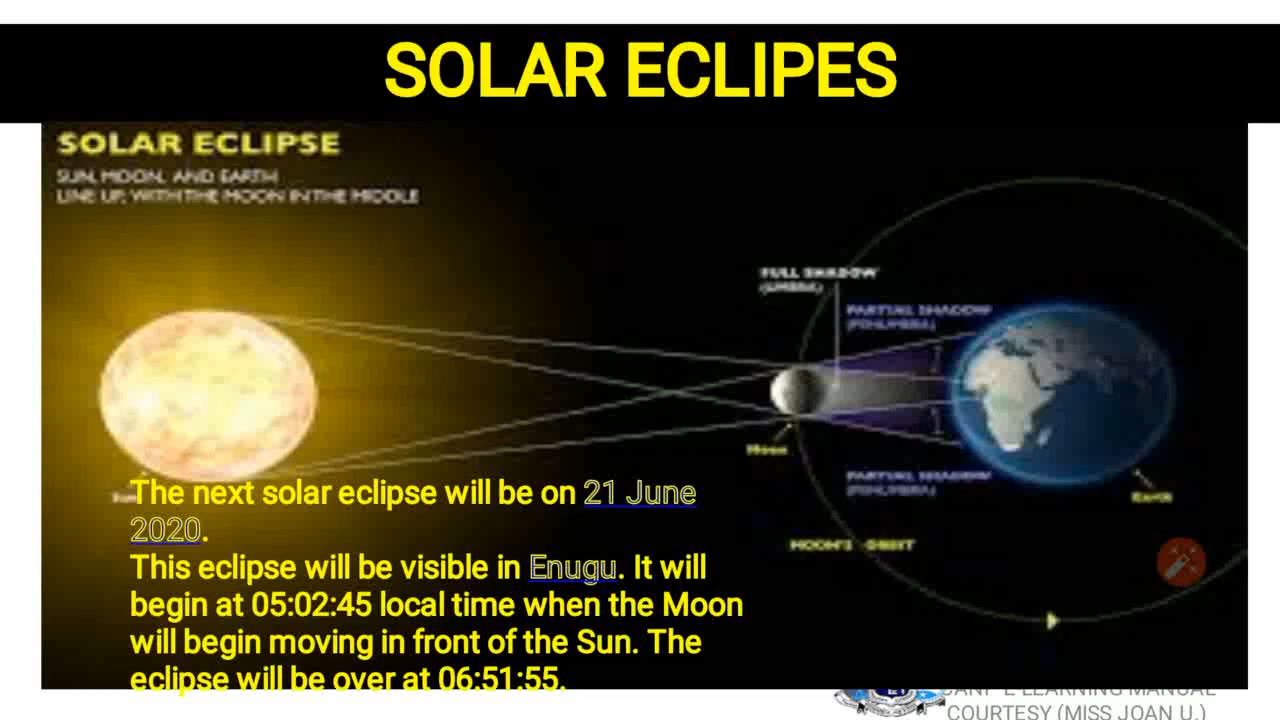 SOLAR ECLIPES
SOLAR ECLIPSE
SUN, MOON, AND EARTH
LINE UP, WITH THE MOON IN THE MIDDLE
FULL SHADOW
(UMBRA)
PARTIAL SHADOW
(PENUMBRA)
Moon
PARTIAL SHADOW
(PENUMBRA)
Earth
MOON'S ORBIT
Sun
The next solar eclipse will be on 21 June
2020.
This eclipse will be visible in Enugu. It will
begin at 05:02:45 local time when the Moon
will begin moving in front of the Sun. The
eclipse will be over at 06:51:55.
E LEARNING MANUAL
COURTESY (MISS JOAN U.)